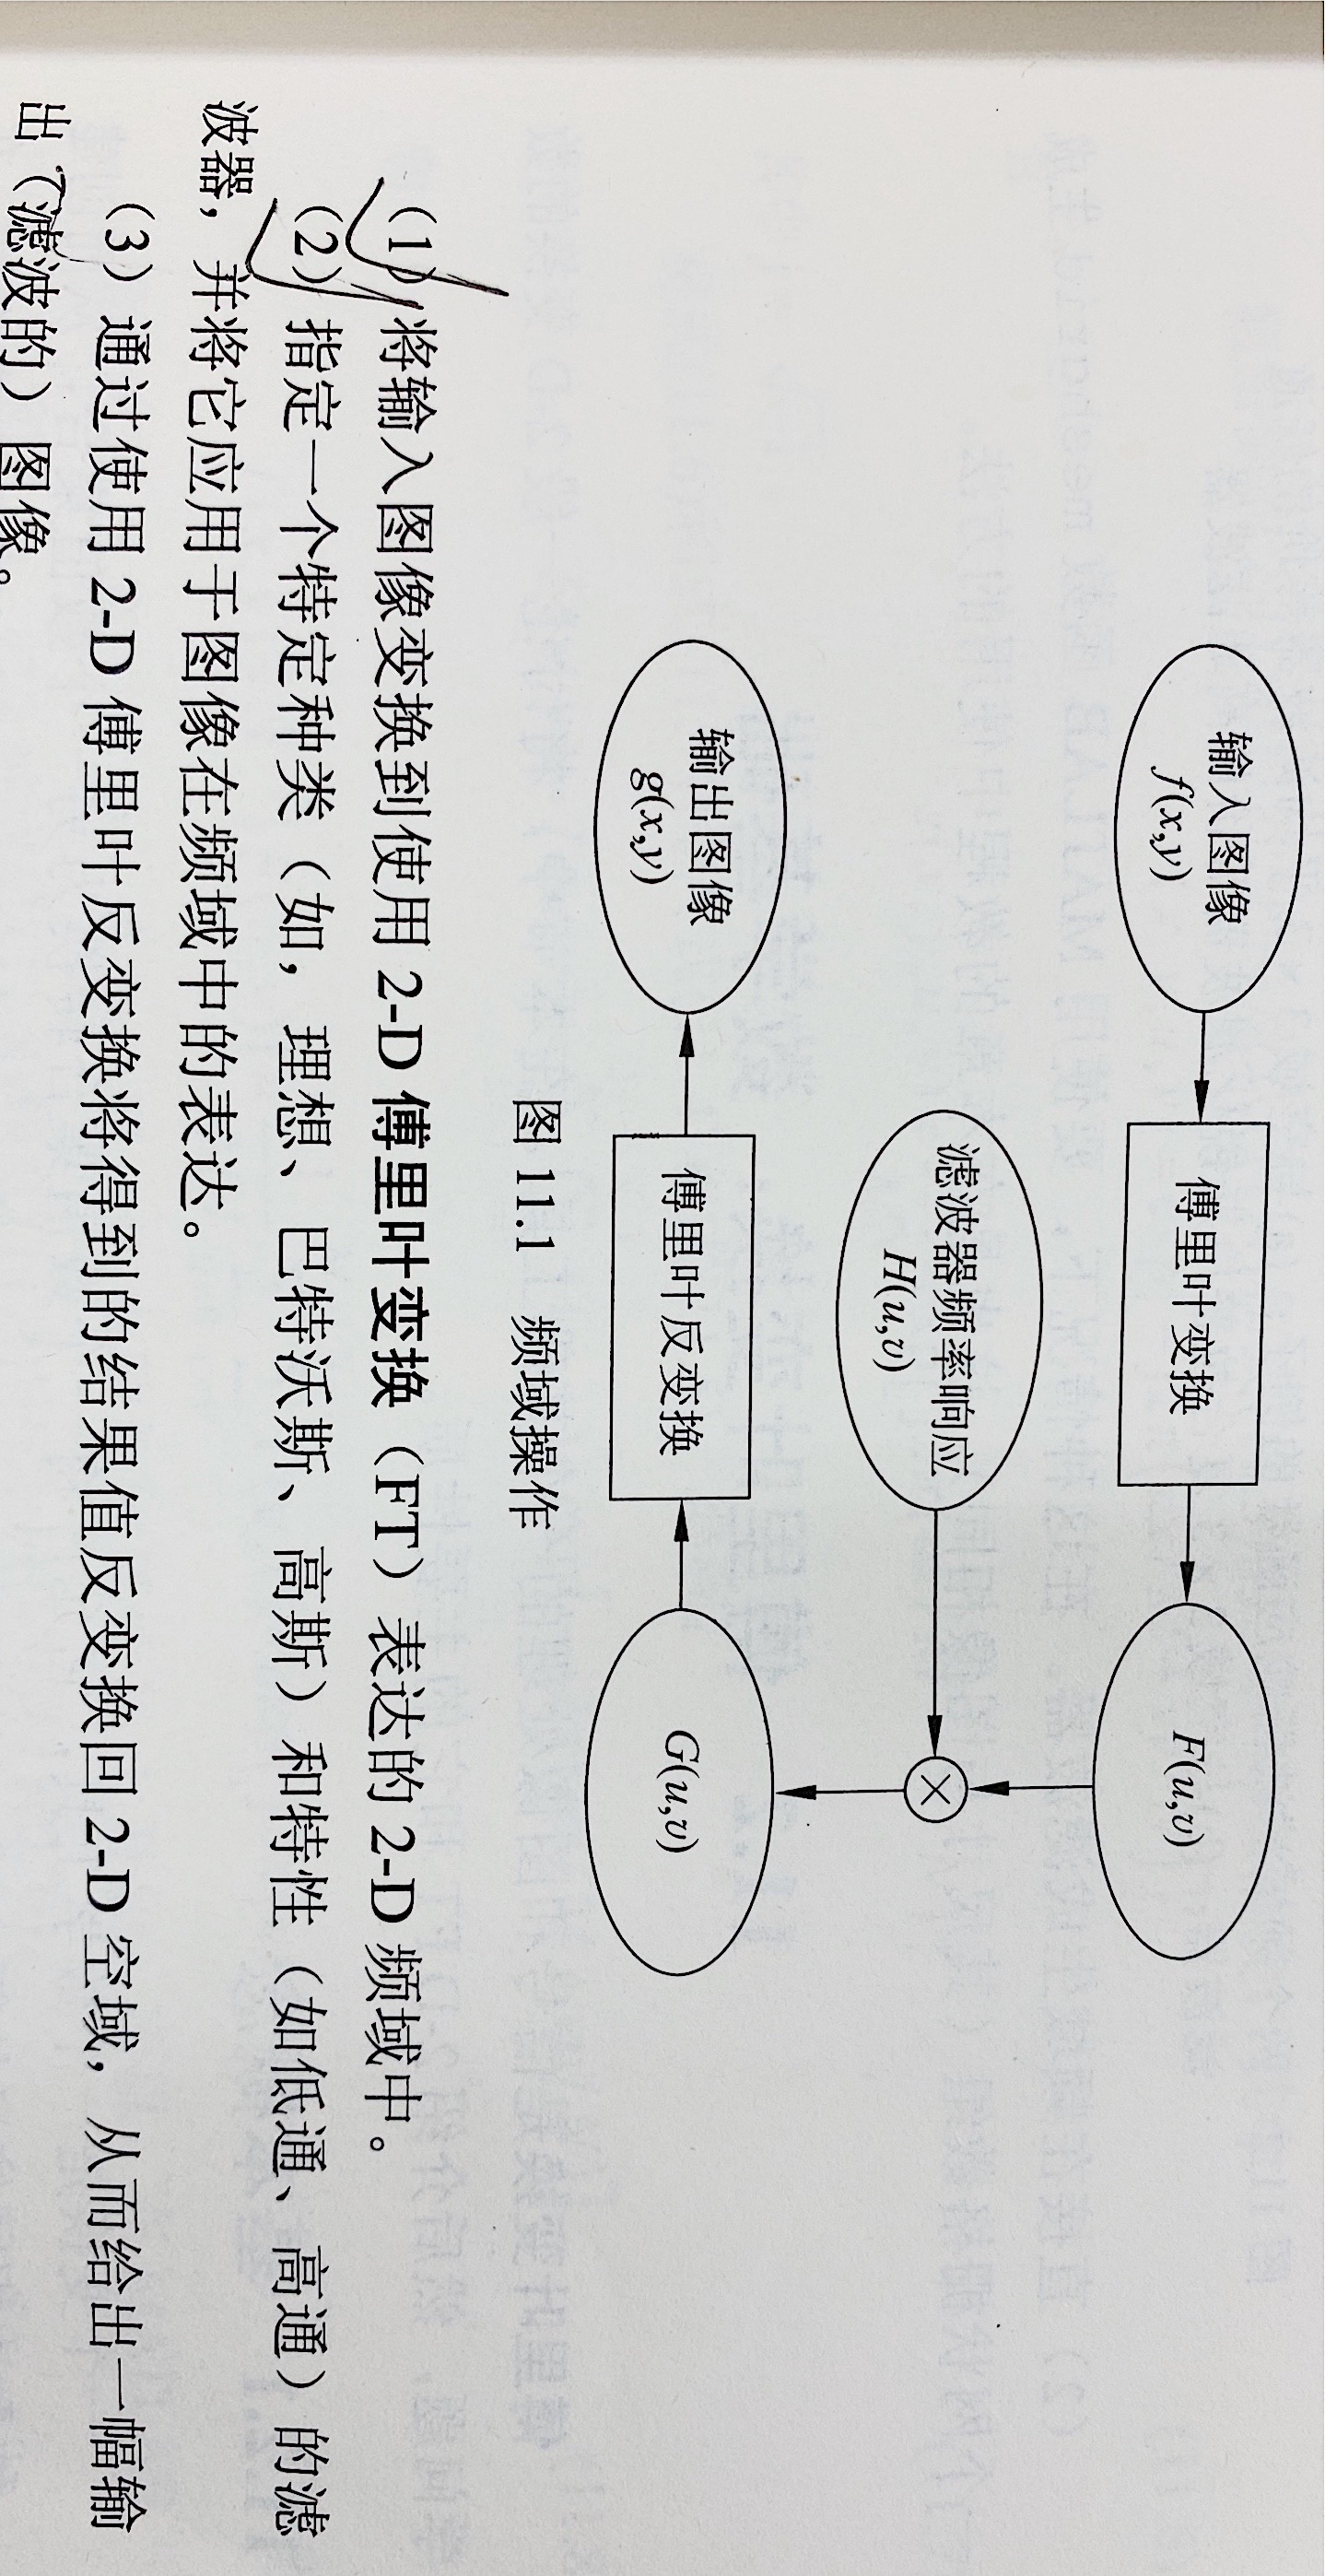 输入图像
f(x,y)
傅里叶变换
F(u,v)
滤波器频率响应
H(u,v)
×
输出图像
g(x,y)
傅里叶反变换
G(u,v)
图 11.1 频域操作
(1) 将输入图像变换到使用 2-D 傅里叶变换（FT）表达的 2-D 频域中。
(2) 指定一个特定种类（如，理想、巴特沃斯、高斯）和特性（如低通、高通）的滤
波器，并将它应用于图像在频域中的表达。
（3）通过使用 2-D 傅里叶反变换将得到的结果值反变换回 2-D 空域，从而给出一幅输
出（滤波的）图像。